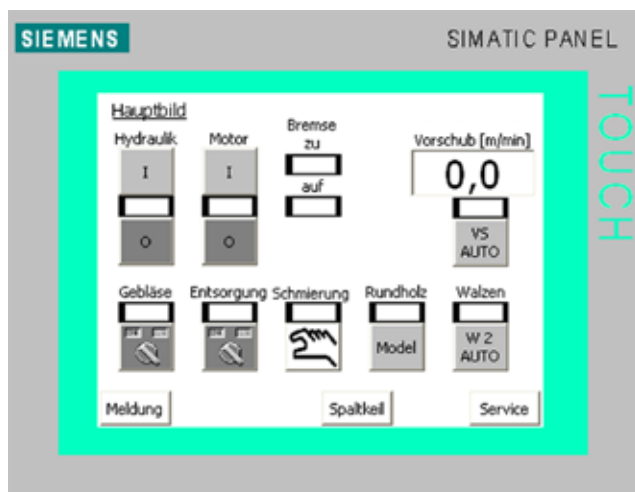 SIEMENS
SIMATIC PANEL
TOUCH
Hauptbild
Hydraulik
Motor
Bremse
zu
auf
Vorschub [m/min]
0,0
I
I
O
O
VS
AUTO
Gebläse
Entsorgung
Schmierung
Rundholz
Walzen
Model
W 2
AUTO
Meldung
Spaltkeil
Service